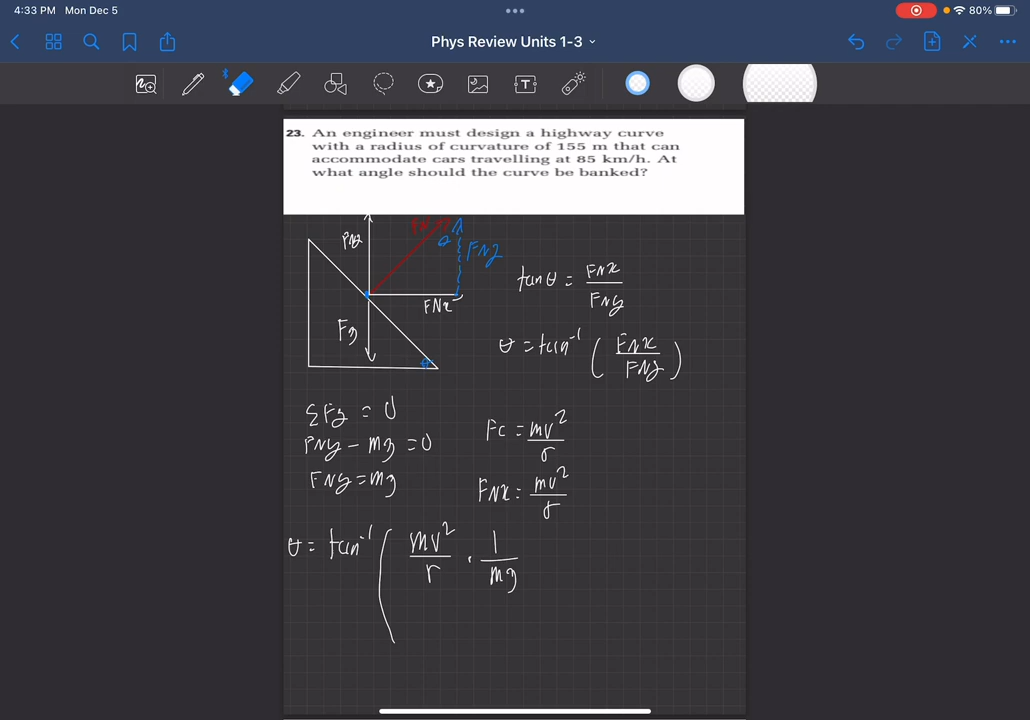 4:33 PM Mon Dec 5
80%
Phys Review Units 1-3
23. An engineer must design a highway curve
with a radius of curvature of 155 m that can
accommodate cars travelling at 85 km/h. At
what angle should the curve be banked?
FNy
θ
FNy
FNx
Fg
θ
tanθ = FNx / FNy
θ = tan⁻¹ ( FNx / FNy )
ΣFy = 0
FNy - mg = 0
FNy = mg
Fc = mv² / r
FNx = mv² / r
θ = tan⁻¹ ( mv² / r · 1 / mg